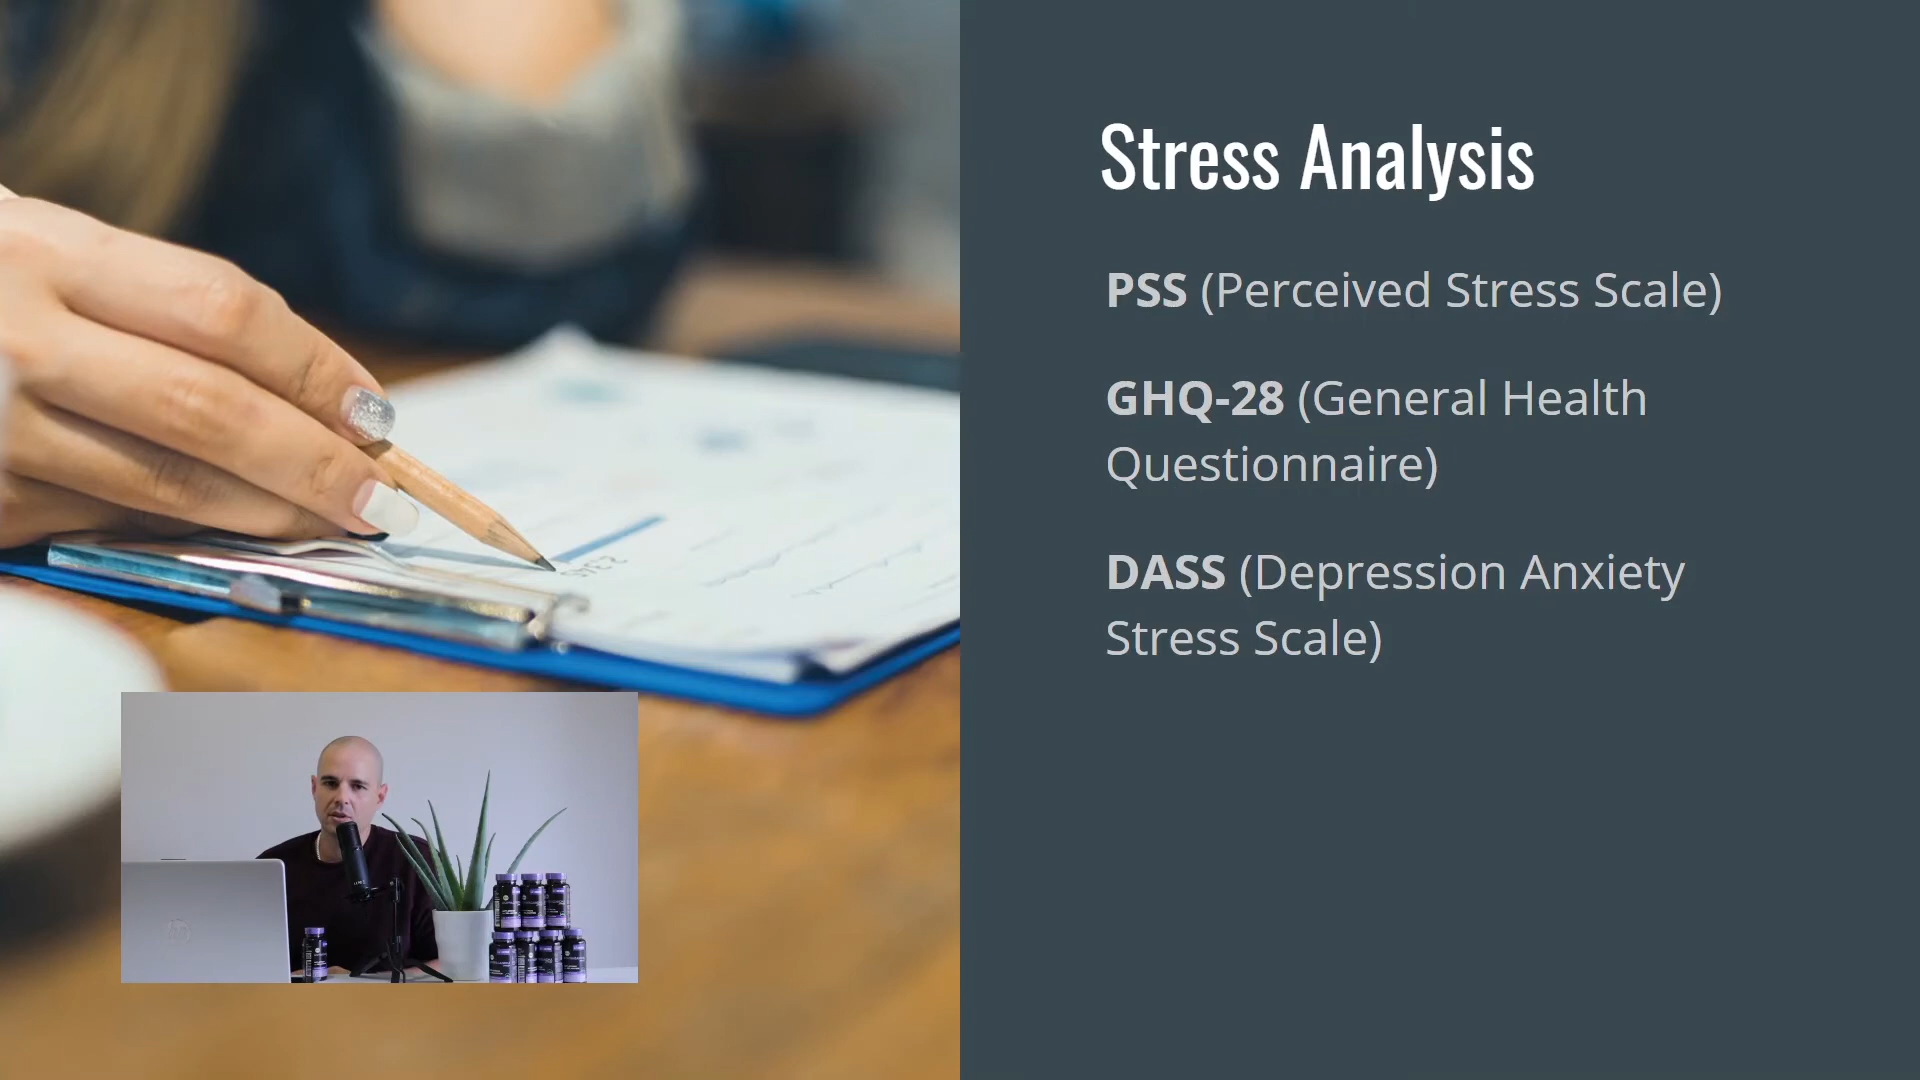 Stress Analysis
PSS (Perceived Stress Scale)
GHQ-28 (General Health
Questionnaire)
DASS (Depression Anxiety
Stress Scale)